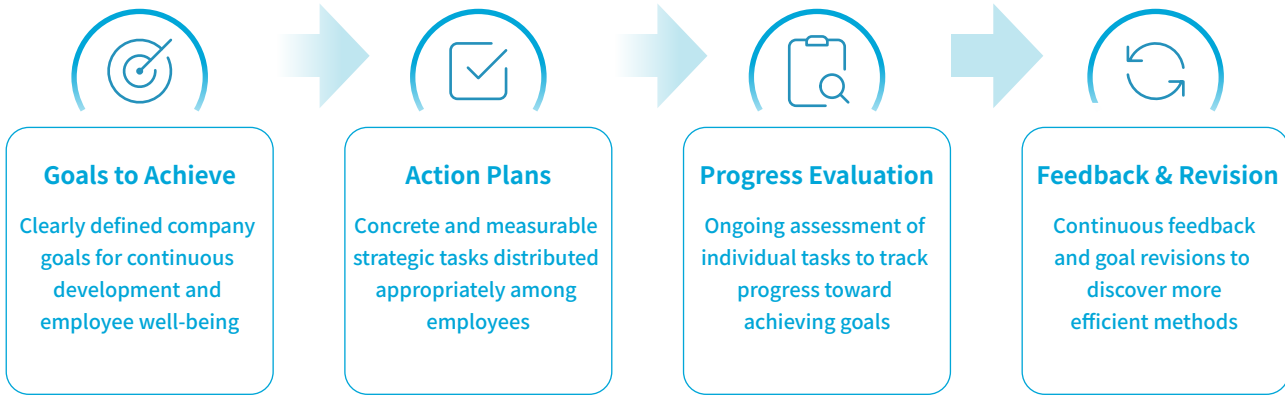 Goals to Achieve
Clearly defined company
goals for continuous
development and
employee well-being
Action Plans
Concrete and measurable
strategic tasks distributed
appropriately among
employees
Progress Evaluation
Ongoing assessment of
individual tasks to track
progress toward
achieving goals
Feedback & Revision
Continuous feedback
and goal revisions to
discover more
efficient methods